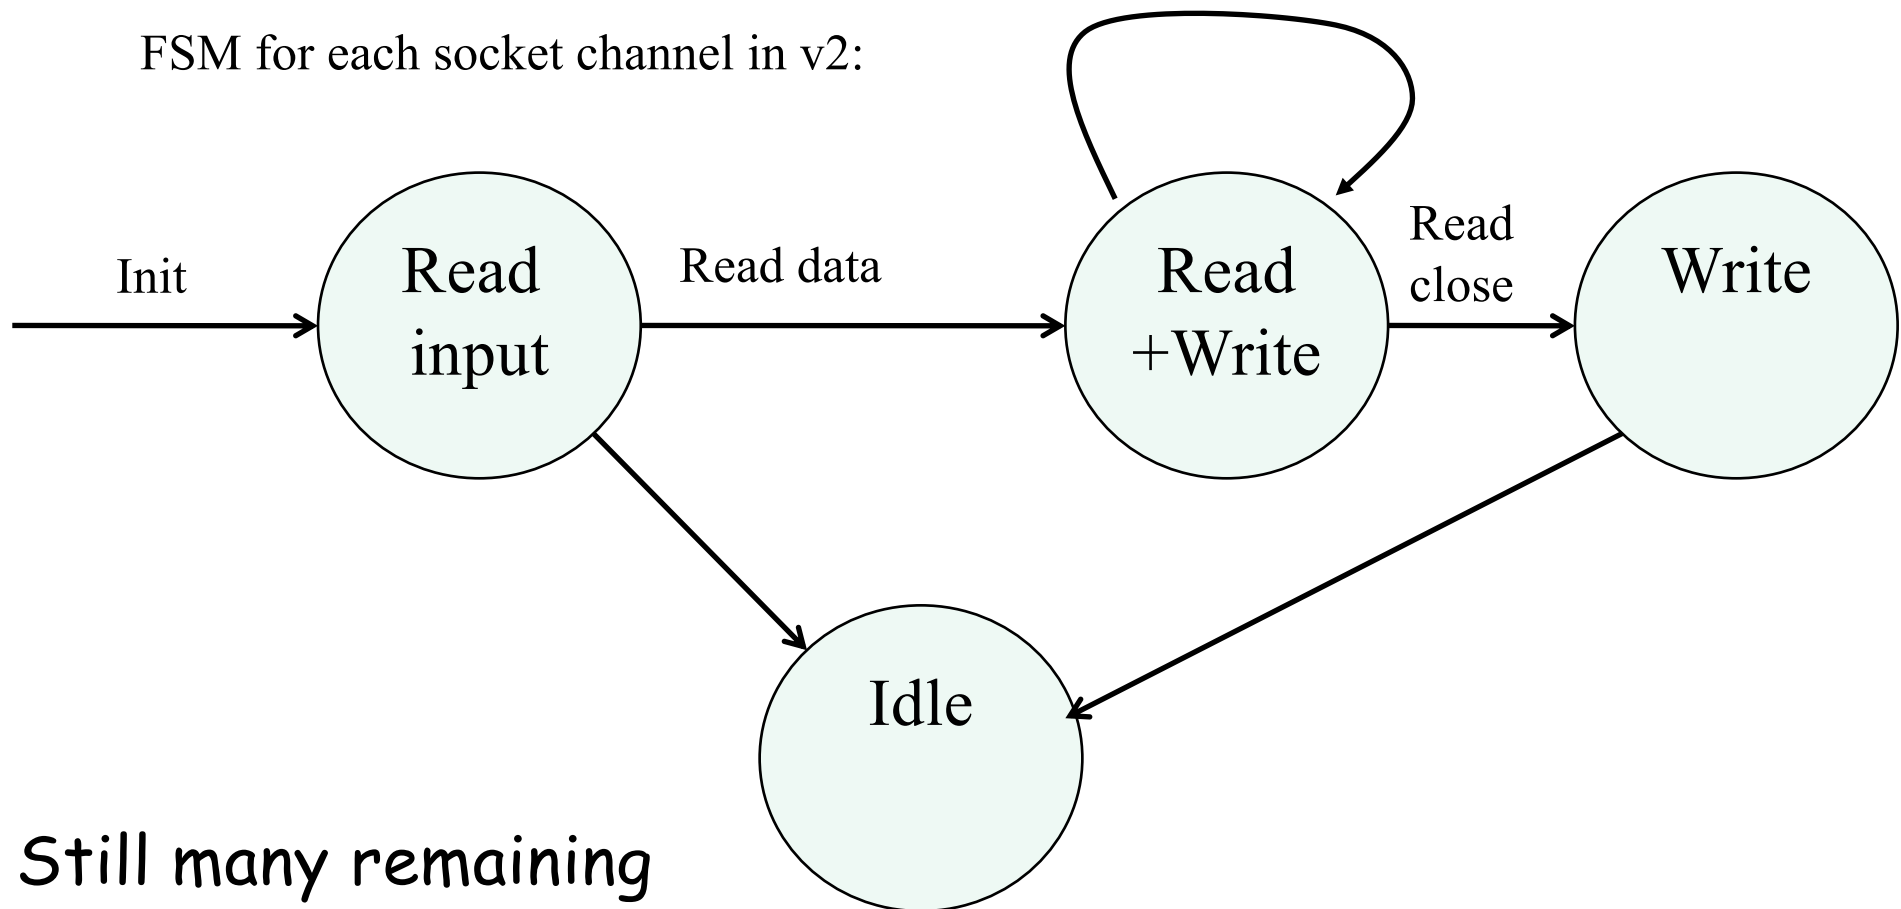 FSM for each socket channel in v2:
Init
Read
input
Read data
Read
+Write
Read
close
Write
Idle
Still many remaining